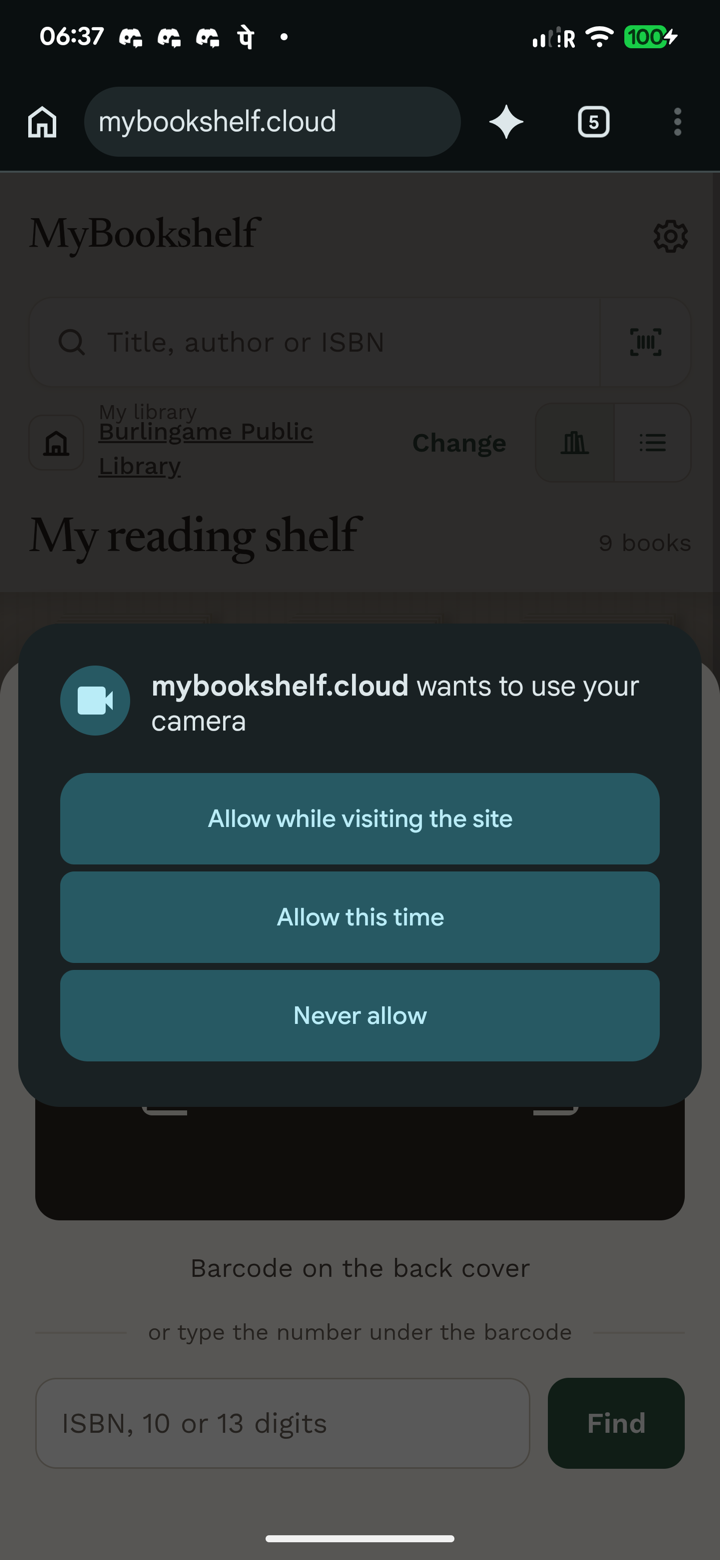 06:37 पे
R 100
mybookshelf.cloud
5
MyBookshelf
Title, author or ISBN
My library
Burlingame Public
Library
Change
My reading shelf
9 books
mybookshelf.cloud wants to use your
camera
Allow while visiting the site
Allow this time
Never allow
Barcode on the back cover
or type the number under the barcode
ISBN, 10 or 13 digits
Find